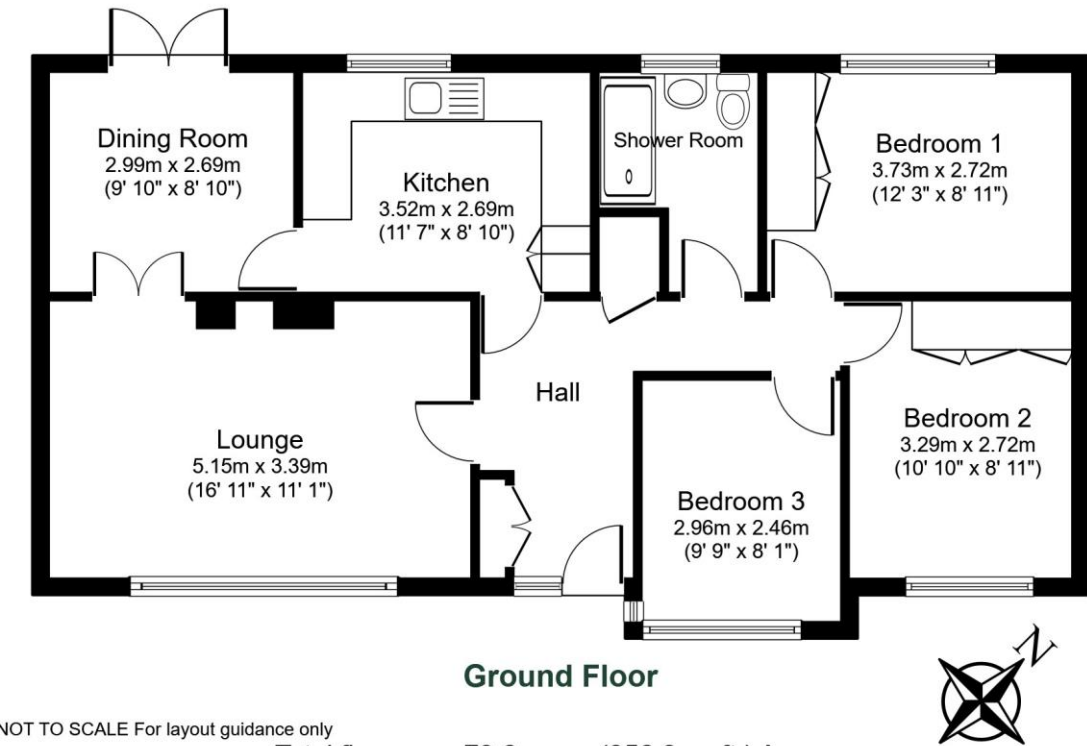 Dining Room
2.99m x 2.69m
(9' 10" x 8' 10")
Kitchen
3.52m x 2.69m
(11' 7" x 8' 10")
Shower Room
Bedroom 1
3.73m x 2.72m
(12' 3" x 8' 11")
Lounge
5.15m x 3.39m
(16' 11" x 11' 1")
Hall
Bedroom 3
2.96m x 2.46m
(9' 9" x 8' 1")
Bedroom 2
3.29m x 2.72m
(10' 10" x 8' 11")
Ground Floor
N
NOT TO SCALE For layout guidance only